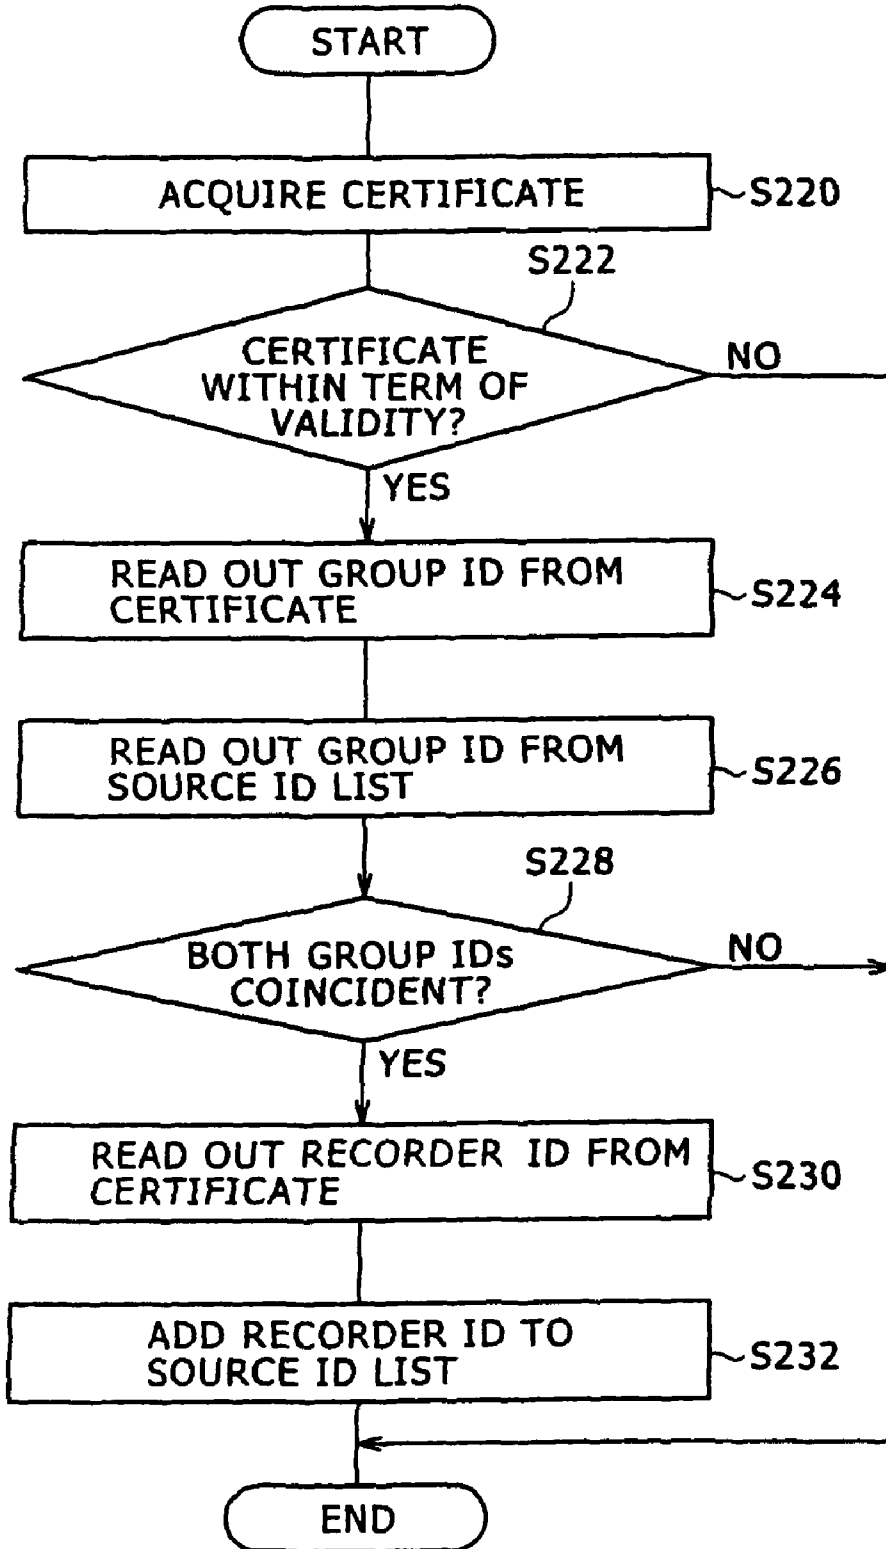 START
ACQUIRE CERTIFICATE
S220
S222
CERTIFICATE
WITHIN TERM OF
VALIDITY?
NO
YES
READ OUT GROUP ID FROM
CERTIFICATE
S224
READ OUT GROUP ID FROM
SOURCE ID LIST
S226
S228
BOTH GROUP IDs
COINCIDENT?
NO
YES
READ OUT RECORDER ID FROM
CERTIFICATE
S230
ADD RECORDER ID TO
SOURCE ID LIST
S232
END